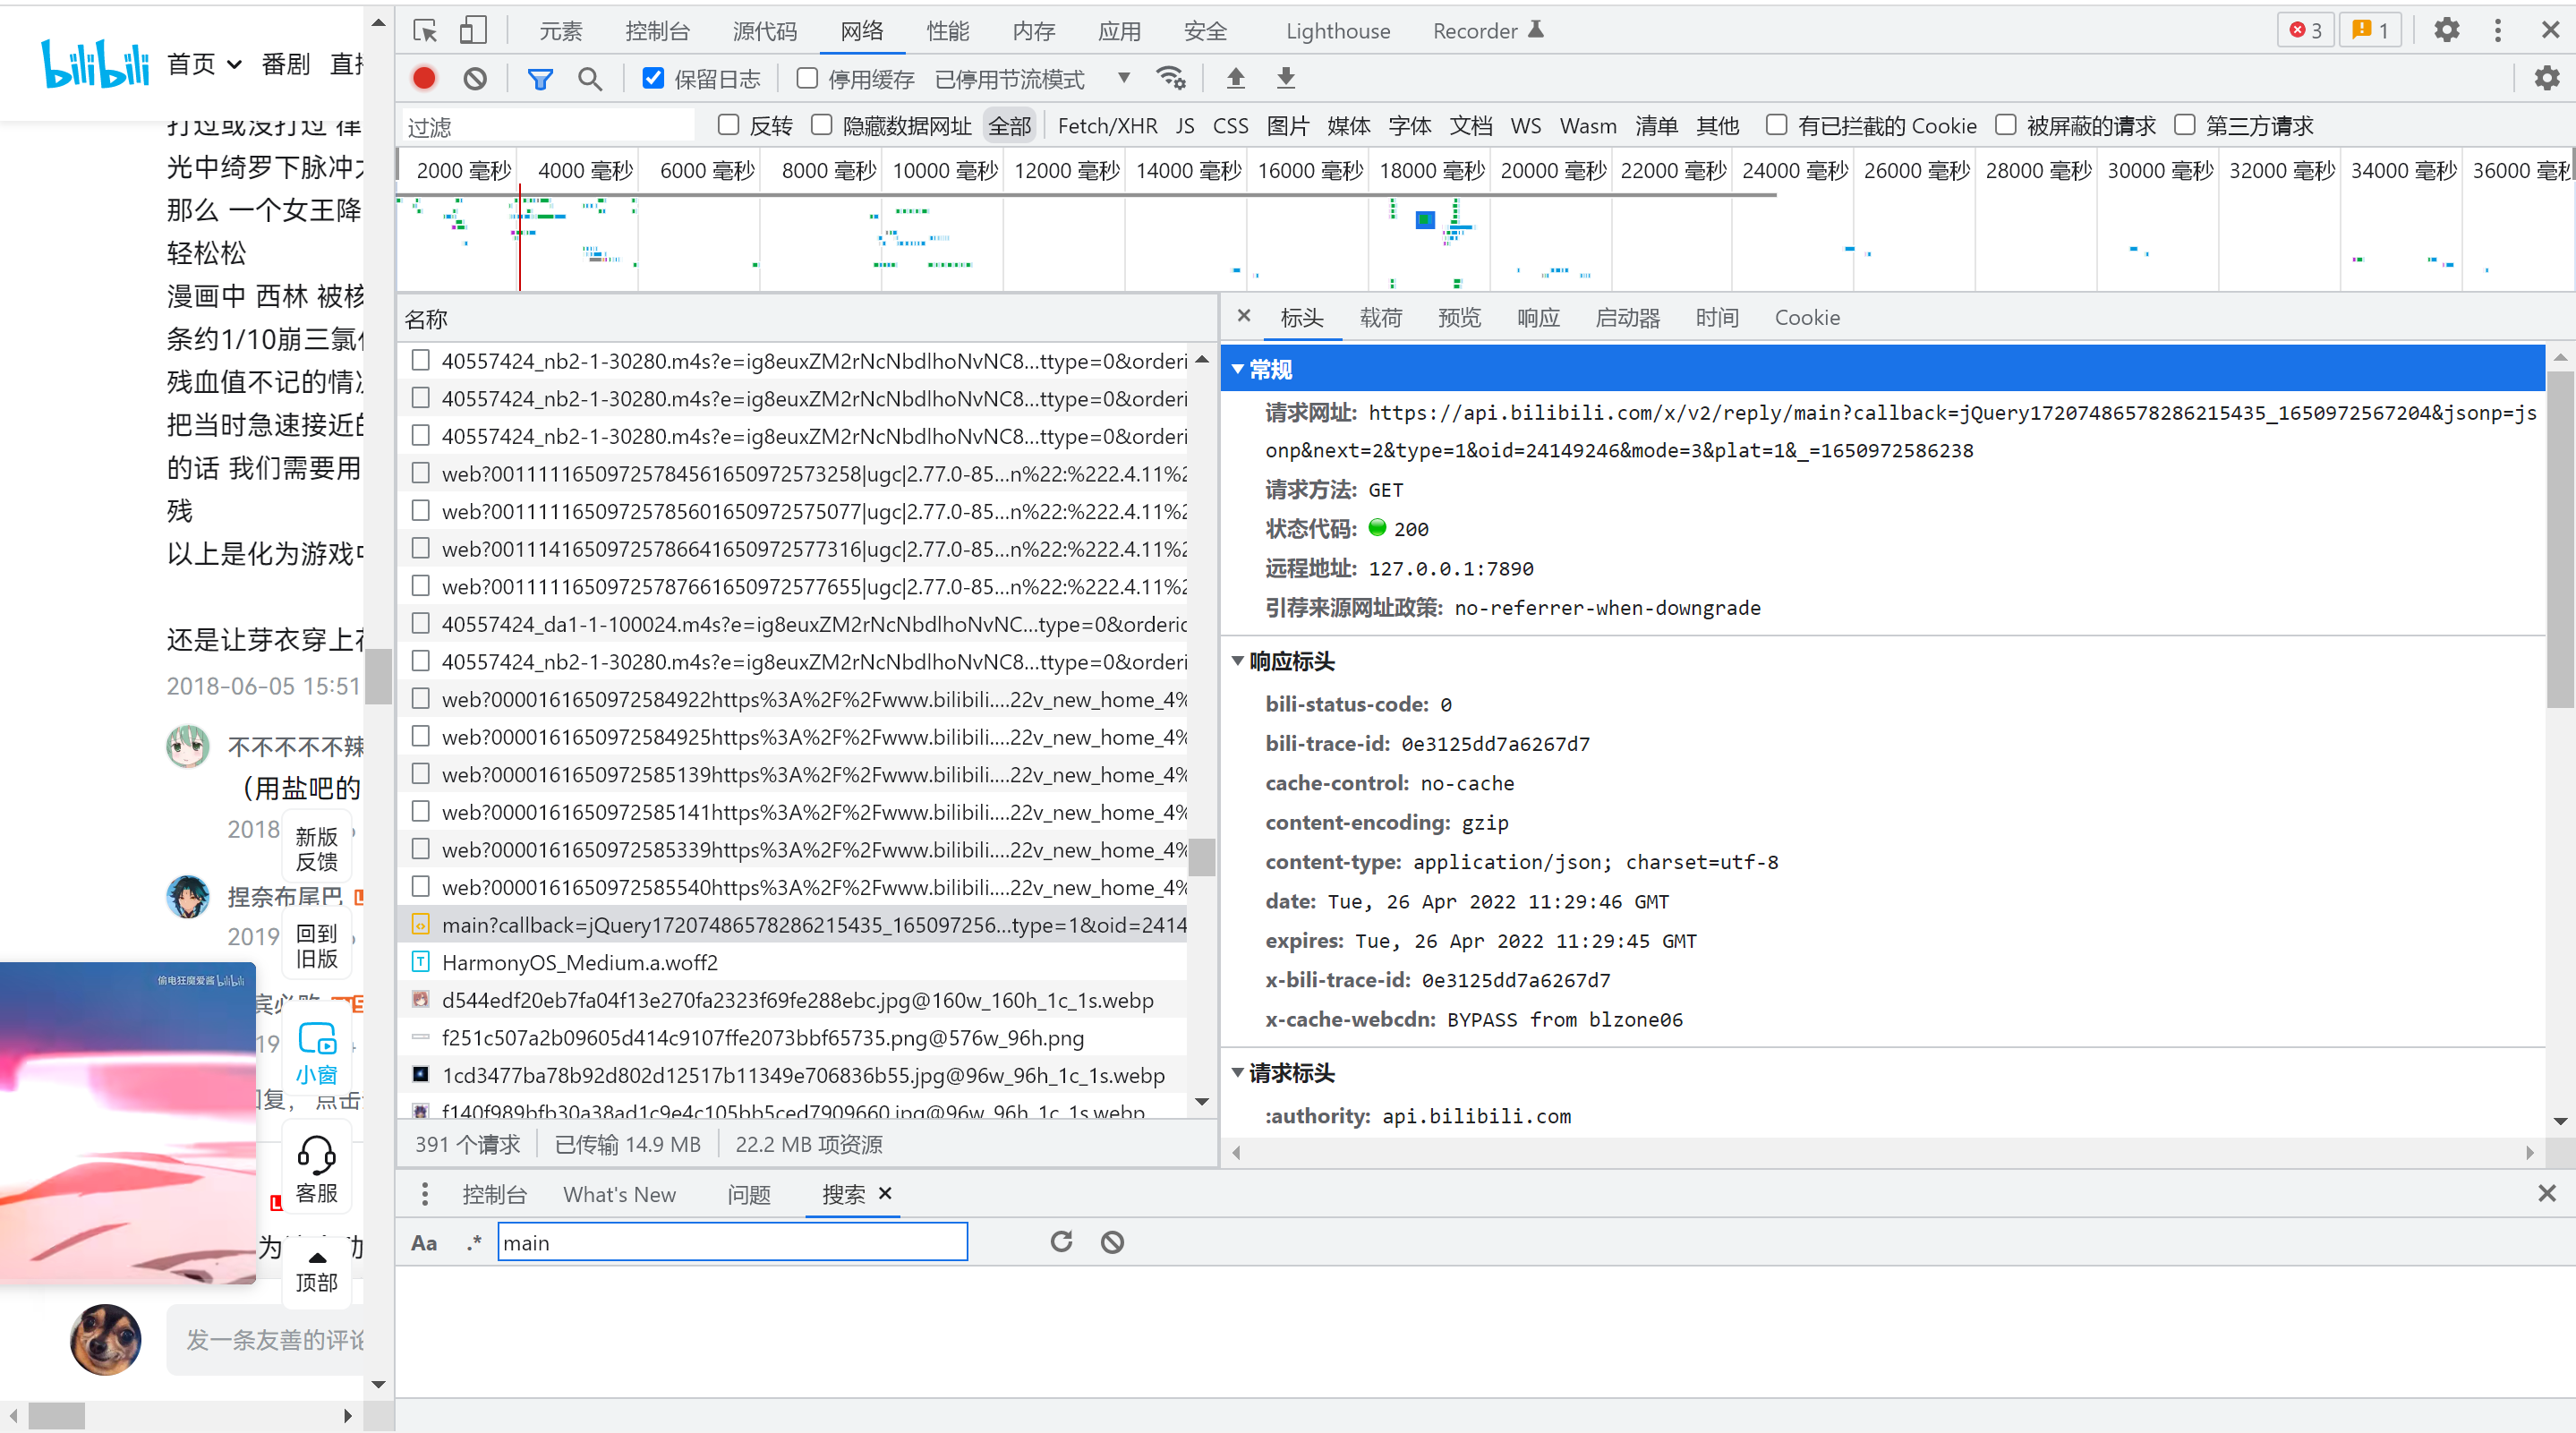 bilibili 首页 番剧 直
打过或没打过 律
光中绮罗下脉冲
那么 一个女王降
轻松松
漫画中 西林 被核
条约1/10崩三氯
残血值不记的情
把当时急速接近
的话 我们需要用
残
以上是化为游戏
还是让芽衣穿上
2018-06-05 15:51
不不不不不辣
（用盐吧的
2018
新版
反馈
捏奈布尾巴
2019
回到
旧版
偷电狂魔爱酱 bilibili
19
小窗
点击
客服
为
顶部
发一条友善的评论
元素 控制台 源代码 网络 性能 内存 应用 安全 Lighthouse Recorder 3 1
保留日志 停用缓存 已停用节流模式
过滤 反转 隐藏数据网址 全部 Fetch/XHR JS CSS 图片 媒体 字体 文档 WS Wasm 清单 其他 有已拦截的 Cookie 被屏蔽的请求 第三方请求
2000 毫秒 4000 毫秒 6000 毫秒 8000 毫秒 10000 毫秒 12000 毫秒 14000 毫秒 16000 毫秒 18000 毫秒 20000 毫秒 22000 毫秒 24000 毫秒 26000 毫秒 28000 毫秒 30000 毫秒 32000 毫秒 34000 毫秒 36000 毫秒
名称
40557424_nb2-1-30280.m4s?e=ig8euxZM2rNcNbdlhoNvNC8...ttype=0&orderi
40557424_nb2-1-30280.m4s?e=ig8euxZM2rNcNbdlhoNvNC8...ttype=0&orderi
40557424_nb2-1-30280.m4s?e=ig8euxZM2rNcNbdlhoNvNC8...ttype=0&orderi
web?0011111650972578456165097257​3258|ugc|2.77.0-85...n%22:%222.4.11%2
web?0011111650972578560165097257​5077|ugc|2.77.0-85...n%22:%222.4.11%2
web?0011141650972578664165097257​7316|ugc|2.77.0-85...n%22:%222.4.11%2
web?0011111650972578766165097257​7655|ugc|2.77.0-85...n%22:%222.4.11%2
40557424_da1-1-100024.m4s?e=ig8euxZM2rNcNbdlhoNvNC...type=0&orderic
40557424_nb2-1-30280.m4s?e=ig8euxZM2rNcNbdlhoNvNC8...ttype=0&orderi
web?0000161650972584922https%3A%2F%2Fwww.bilibili....22v_new_home_4%
web?0000161650972584925https%3A%2F%2Fwww.bilibili....22v_new_home_4%
web?0000161650972585139https%3A%2F%2Fwww.bilibili....22v_new_home_4%
web?0000161650972585141https%3A%2F%2Fwww.bilibili....22v_new_home_4%
web?0000161650972585339https%3A%2F%2Fwww.bilibili....22v_new_home_4%
web?0000161650972585540https%3A%2F%2Fwww.bilibili....22v_new_home_4%
main?callback=jQuery17207486578286215435_165097256...type=1&oid=2414
HarmonyOS_Medium.a.woff2
d544edf20eb7fa04f13e270fa2323f69fe288ebc.jpg@160w_160h_1c_1s.webp
f251c507a2b09605d414c9107ffe2073bbf65735.png@576w_96h.png
1cd3477ba78b92d802d12517b11349e706836b55.jpg@96w_96h_1c_1s.webp
f140f989bfb30a38ad1c9e4c105bb5ced7909660.jpg@96w_96h_1c_1s.webp
391 个请求 已传输 14.9 MB 22.2 MB 项资源
标头 载荷 预览 响应 启动器 时间 Cookie
常规
请求网址: https://api.bilibili.com/x/v2/reply/main?callback=jQuery17207486578286215435_1650972567204&jsonp=js
onp&next=2&type=1&oid=24149246&mode=3&plat=1&_=1650972586238
请求方法: GET
状态代码: 200
远程地址: 127.0.0.1:7890
引荐来源网址政策: no-referrer-when-downgrade
响应标头
bili-status-code: 0
bili-trace-id: 0e3125dd7a6267d7
cache-control: no-cache
content-encoding: gzip
content-type: application/json; charset=utf-8
date: Tue, 26 Apr 2022 11:29:46 GMT
expires: Tue, 26 Apr 2022 11:29:45 GMT
x-bili-trace-id: 0e3125dd7a6267d7
x-cache-webcdn: BYPASS from blzone06
请求标头
:authority: api.bilibili.com
控制台 What's New 问题 搜索
Aa .* main